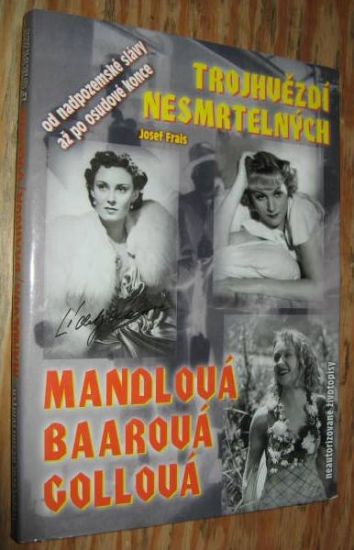 od nadpozemské slávy
až po osudové konce
TROJHVĚZDÍ
NESMRTELNÝCH
Josef Frais
MANDLOVÁ
BAAROVÁ
GOLLOVÁ
neautorizované životopisy